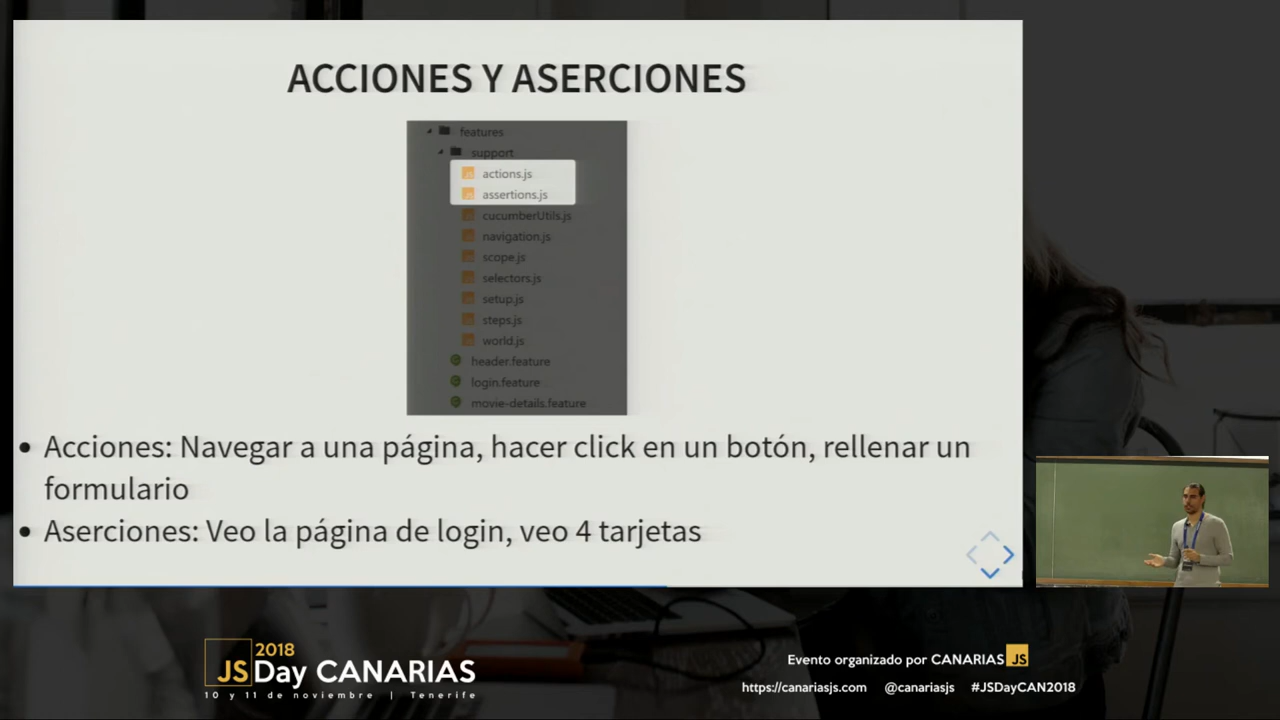 ACCIONES Y ASERCIONES
features
support
actions.js
assertions.js
cucumberUtils.js
navigation.js
scope.js
selectors.js
setup.js
steps.js
world.js
header.feature
login.feature
movie-details.feature
• Acciones: Navegar a una página, hacer click en un botón, rellenar un
formulario
• Aserciones: Veo la página de login, veo 4 tarjetas
2018
JSDay CANARIAS
10 y 11 de noviembre | Tenerife
Evento organizado por CANARIAS JS
https://canariasjs.com @canariasjs #JSDayCAN2018